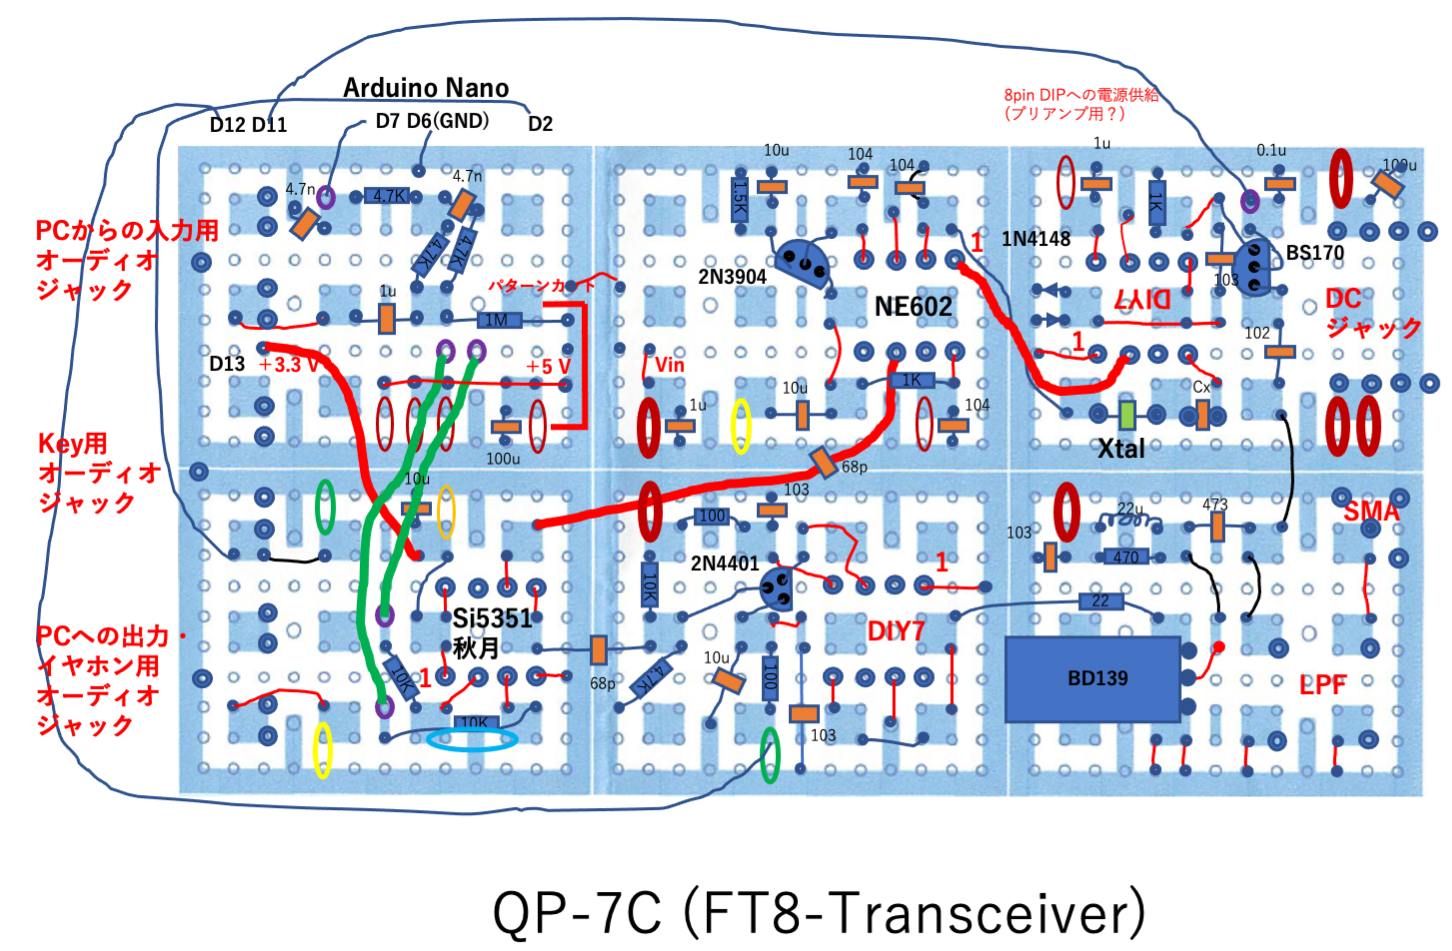 Arduino Nano
D12 D11
D7 D6(GND)
D2
8pin DIPへの電源供給
(プリアンプ用？)
4.7n
4.7K
4.7n
4.7K
4.7K
1u
1M
パターンカット
10u
1.5K
104
104
2N3904
NE602
1
1u
1K
0.1u
100u
1N4148
BS170
103
DIY7
DC
ジャック
102
1
Cx
Xtal
PCからの入力用
オーディオ
ジャック
D13
+3.3 V
+5 V
Vin
1u
10u
1K
104
100u
68p
Key用
オーディオ
ジャック
10u
100
103
2N4401
1
10K
103
22u
473
470
SMA
Si5351
秋月
DIY7
22
PCへの出力・
イヤホン用
オーディオ
ジャック
10K
1
10K
68p
4.7K
10u
100
103
BD139
LPF
QP-7C (FT8-Transceiver)